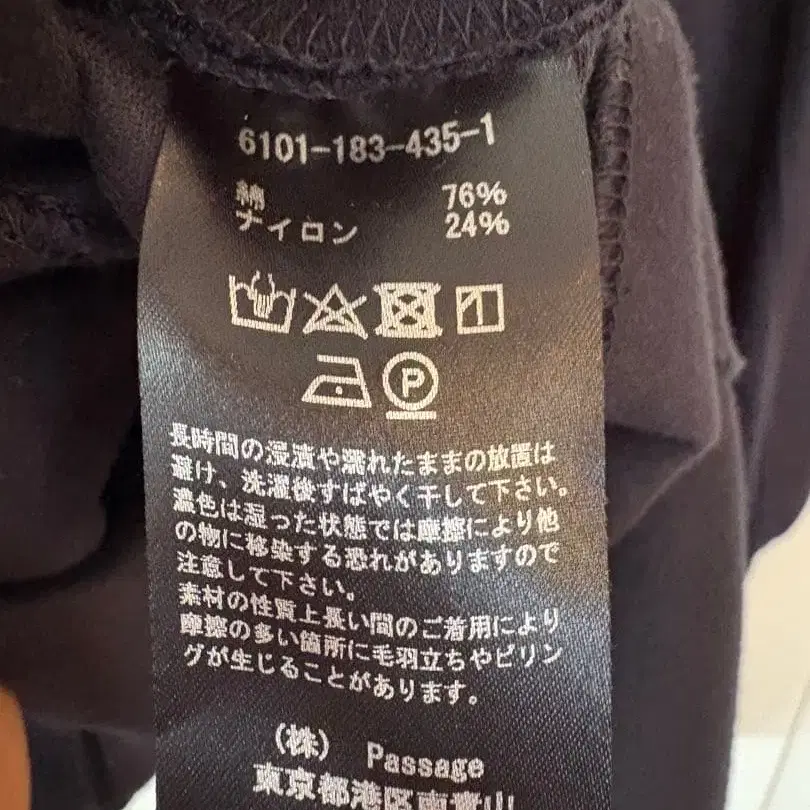 6101-183-435-1
綿 76%
ナイロン 24%
P
長時間の浸漬や濡れたままの放置は
避け、洗濯後すばやく干して下さい。
濃色は湿った状態では摩擦により他
の物に移染する恐れがありますので
注意して下さい。
素材の性質上長い間のご着用により
摩擦の多い箇所に毛羽立ちやピリン
グが生じることがあります。
(株) Passage
東京都港区南青山